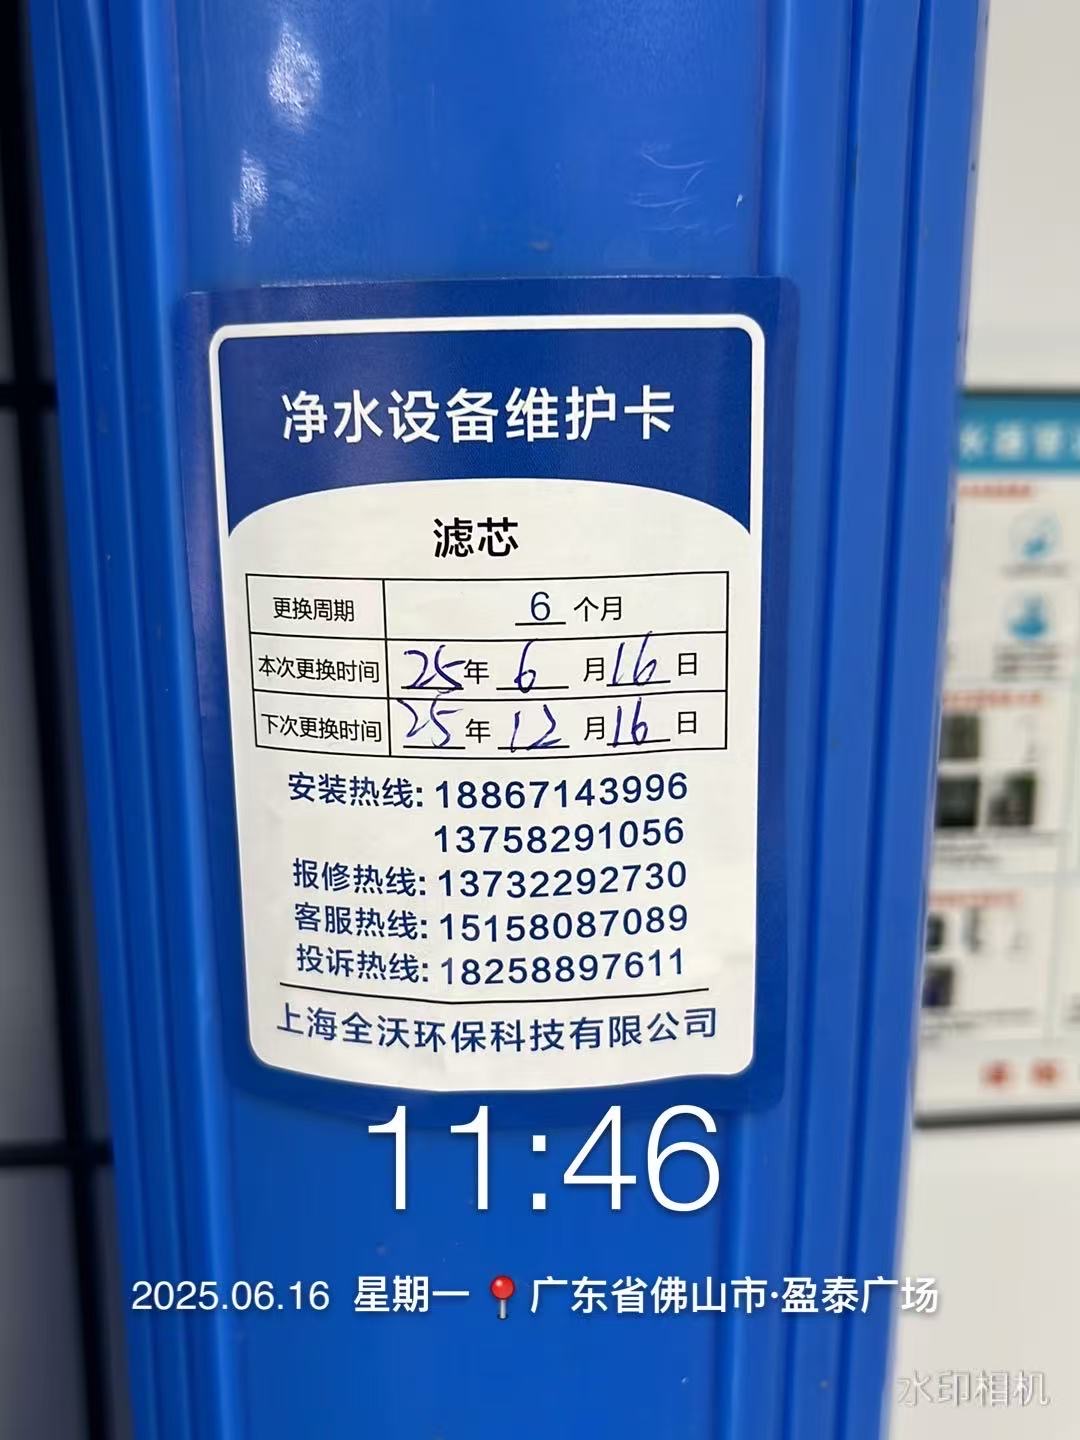 净水设备维护卡
滤芯
更换周期 6 个月
本次更换时间 25年 6 月16日
下次更换时间 25年 12 月16日
安装热线: 18867143996
13758291056
报修热线: 13732292730
客服热线: 15158087089
投诉热线: 18258897611
上海全沃环保科技有限公司
11:46
2025.06.16 星期一 📍广东省佛山市·盈泰广场
水印相机